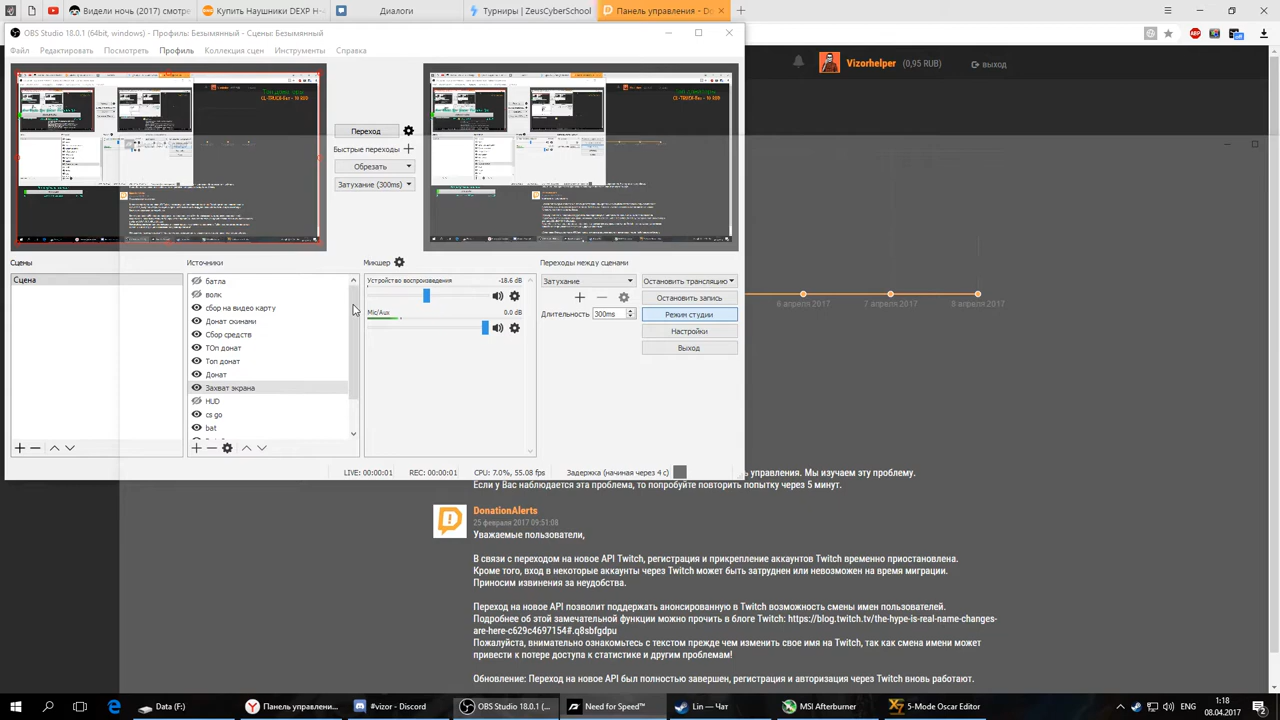 Видели ночь (2017) смотре
Купить Наушники DEXP H-
Диалоги
Турниры | ZeusCyberSchool
Панель управления - Do
OBS Studio 18.0.1 (64bit, windows) - Профиль: Безымянный - Сцены: Безымянный
Файл Редактировать Посмотреть Профиль Коллекция сцен Инструменты Справка
Vizorhelper (0,95 RUB) выход
Переход
Быстрые переходы
Обрезать
Затухание (300ms)
Сцены
Сцена
Источники
батла
волк
сбор на видео карту
Донат скинами
Сбор средств
ТОп донат
Топ донат
Донат
Захват экрана
HUD
cs go
bat
Микшер
Устройство воспроизведения -18.6 dB
Mic/Aux 0.0 dB
Переходы между сценами
Затухание
Длительность 300ms
Остановить трансляцию
Остановить запись
Режим студии
Настройки
Выход
6 апреля 2017 7 апреля 2017 8 апреля 2017
LIVE: 00:00:01 REC: 00:00:01 CPU: 7.0%, 55.08 fps Задержка (начиная через 4 с)
ь управления. Мы изучаем эту проблему.
Если у Вас наблюдается эта проблема, то попробуйте повторить попытку через 5 минут.
DonationAlerts
25 февраля 2017 09:51:08
Уважаемые пользователи,
В связи с переходом на новое API Twitch, регистрация и прикрепление аккаунтов Twitch временно приостановлена.
Кроме того, вход в некоторые аккаунты через Twitch может быть затруднен или невозможен на время миграции.
Приносим извинения за неудобства.
Переход на новое API позволит поддержать анонсированную в Twitch возможность смены имен пользователей.
Подробнее об этой замечательной функции можно прочить в блоге Twitch: https://blog.twitch.tv/the-hype-is-real-name-changes-
are-here-c629c4697154#.q8sbfgdpu
Пожалуйста, внимательно ознакомьтесь с текстом прежде чем изменить свое имя на Twitch, так как смена имени может
привести к потере доступа к статистике и другим проблемам!
Обновление: Переход на новое API был полностью завершен, регистрация и авторизация через Twitch вновь работают.
Data (F:)
Панель управлени...
#vizor - Discord
OBS Studio 18.0.1 (...
Need for Speed™
Lin — Чат
MSI Afterburner
5-Mode Oscar Editor
ENG
1:18
08.04.2017